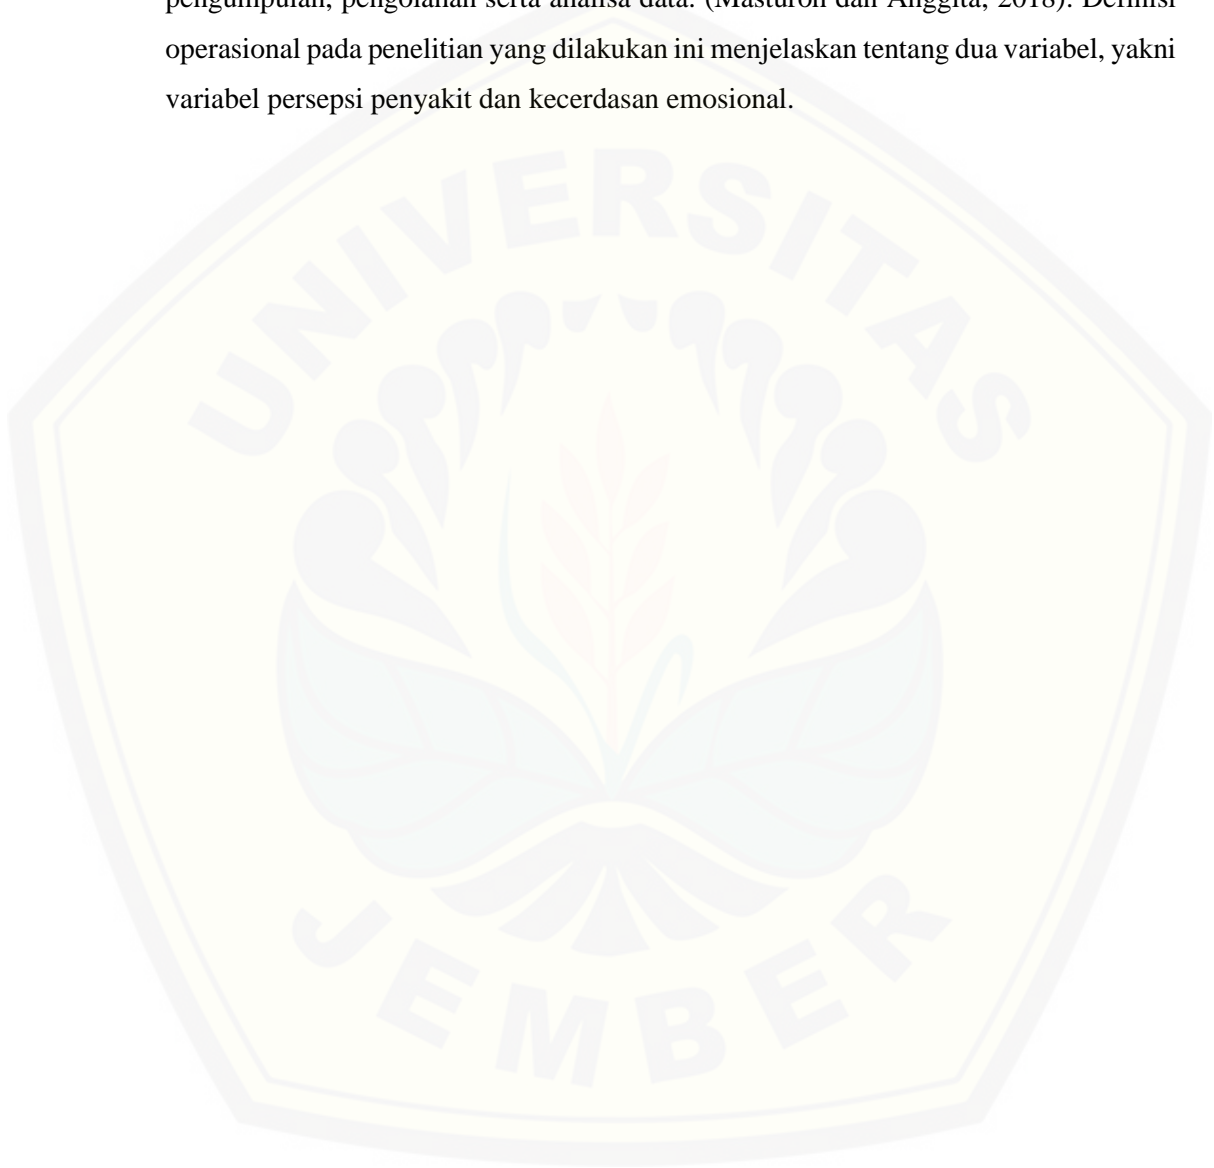 pengumpulan, pengolahan serta analisa data. (Masturoh dan Anggita, 2018). Definisi
operasional pada penelitian yang dilakukan ini menjelaskan tentang dua variabel, yakni
variabel persepsi penyakit dan kecerdasan emosional.
UNIVERSITAS
JEMBER